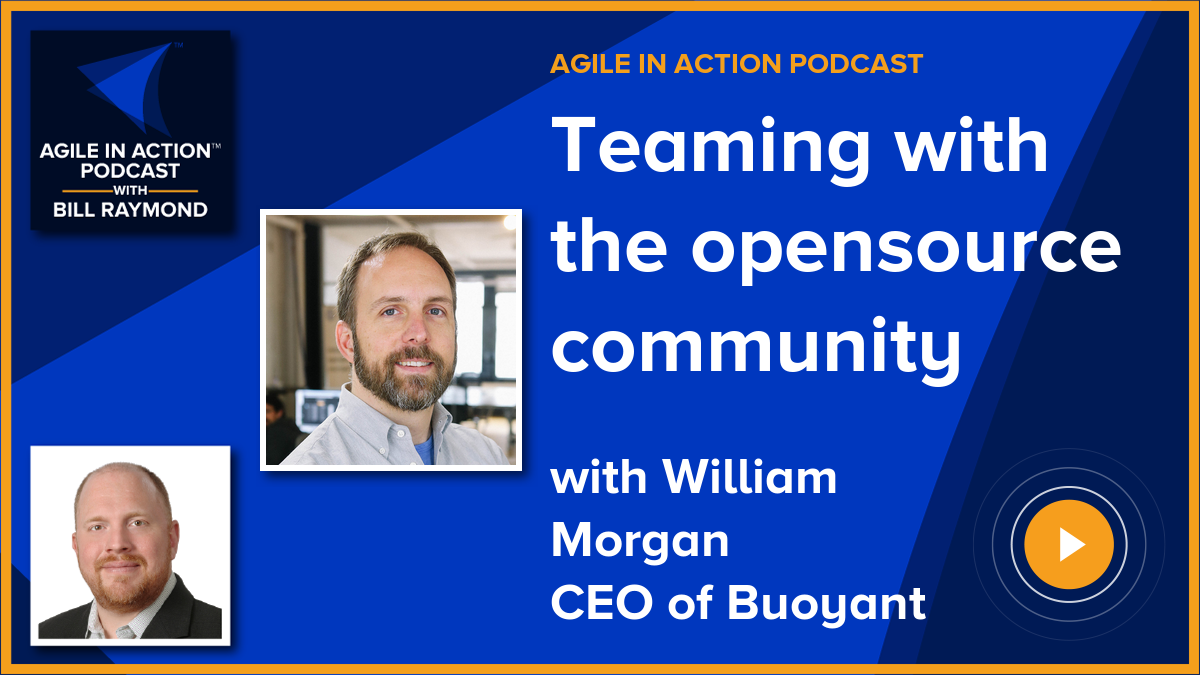 AGILE IN ACTION™
PODCAST
WITH
BILL RAYMOND
AGILE IN ACTION PODCAST
Teaming with
the opensource
community
with William
Morgan
CEO of Buoyant